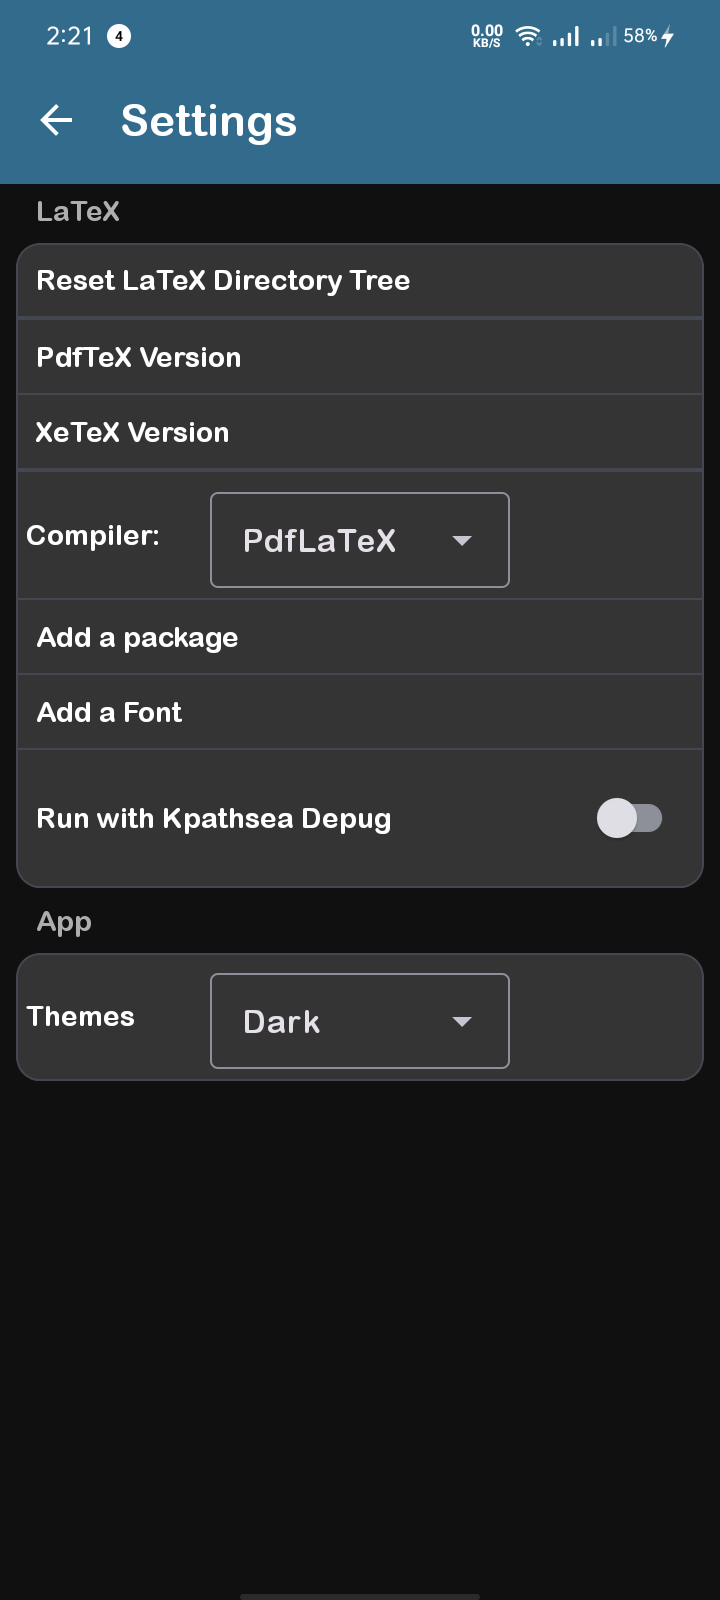 2:21 4 0.00 KB/S 58%
Settings
LaTeX
Reset LaTeX Directory Tree
PdfTeX Version
XeTeX Version
Compiler: PdfLaTeX
Add a package
Add a Font
Run with Kpathsea Depug
App
Themes Dark